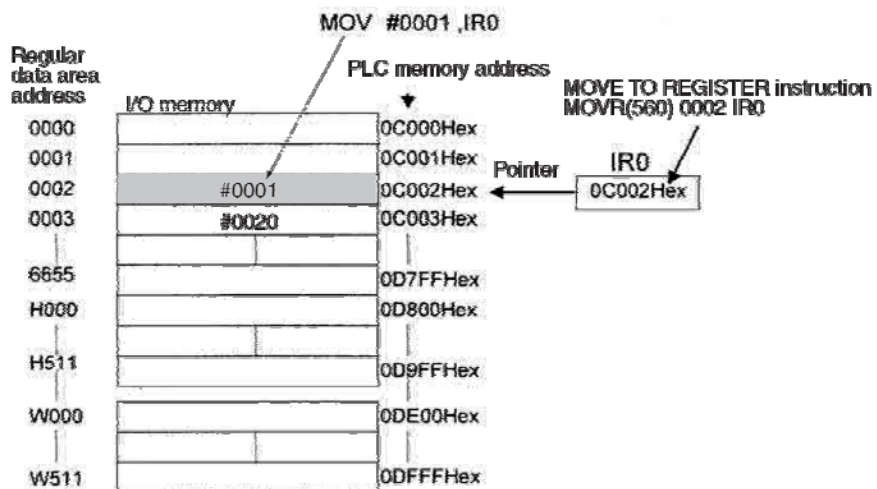 MOV #0001 ,IR0
Regular
data area
address
I/O memory
PLC memory address
MOVE TO REGISTER instruction
MOVR(560) 0002 IR0
0000
0C000Hex
0001
0C001Hex
Pointer
IR0
0002
#0001
0C002Hex
0C002Hex
0003
#0020
0C003Hex
6655
0D7FFHex
H000
0D800Hex
H511
0D9FFHex
W000
0DE00Hex
W511
0DFFFHex